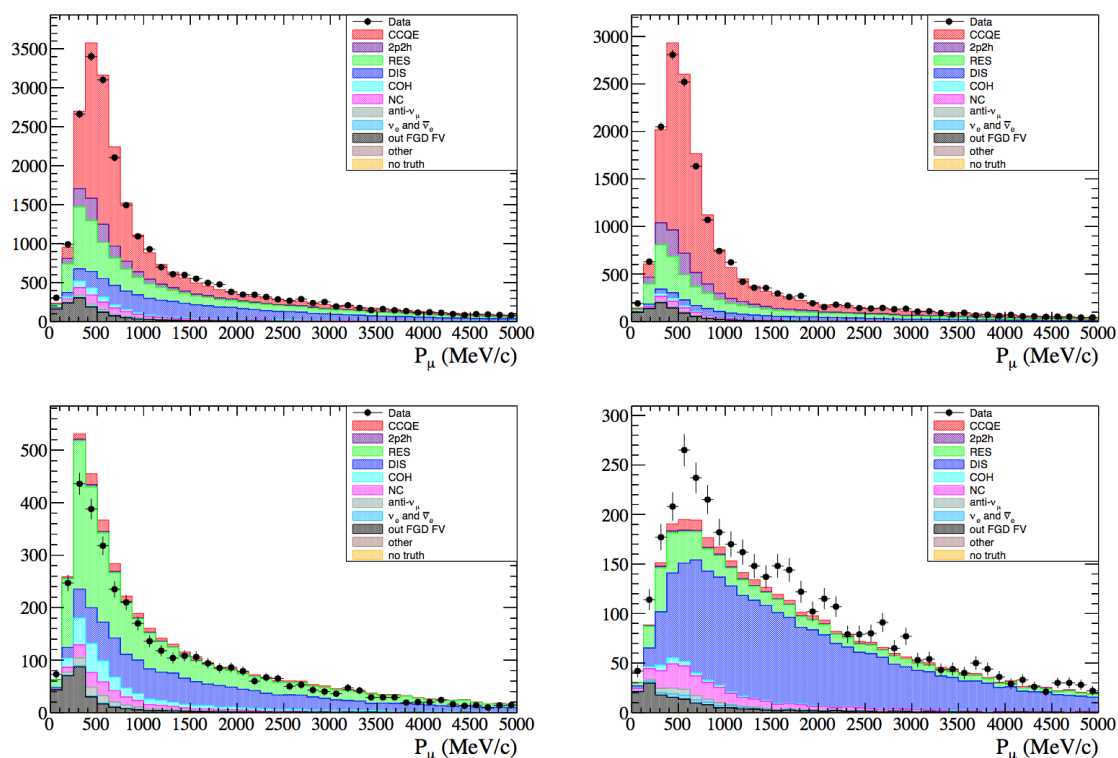 Data
CCQE
2p2h
RES
DIS
COH
NC
anti-ν_μ
ν_e and ν̅_e
out FGD FV
other
no truth
3500
3000
2500
2000
1500
1000
500
0
0 500 1000 1500 2000 2500 3000 3500 4000 4500 5000
P_μ (MeV/c)
Data
CCQE
2p2h
RES
DIS
COH
NC
anti-ν_μ
ν_e and ν̅_e
out FGD FV
other
no truth
3000
2500
2000
1500
1000
500
0
0 500 1000 1500 2000 2500 3000 3500 4000 4500 5000
P_μ (MeV/c)
Data
CCQE
2p2h
RES
DIS
COH
NC
anti-ν_μ
ν_e and ν̅_e
out FGD FV
other
no truth
500
400
300
200
100
0
0 500 1000 1500 2000 2500 3000 3500 4000 4500 5000
P_μ (MeV/c)
Data
CCQE
2p2h
RES
DIS
COH
NC
anti-ν_μ
ν_e and ν̅_e
out FGD FV
other
no truth
300
250
200
150
100
50
0
0 500 1000 1500 2000 2500 3000 3500 4000 4500 5000
P_μ (MeV/c)